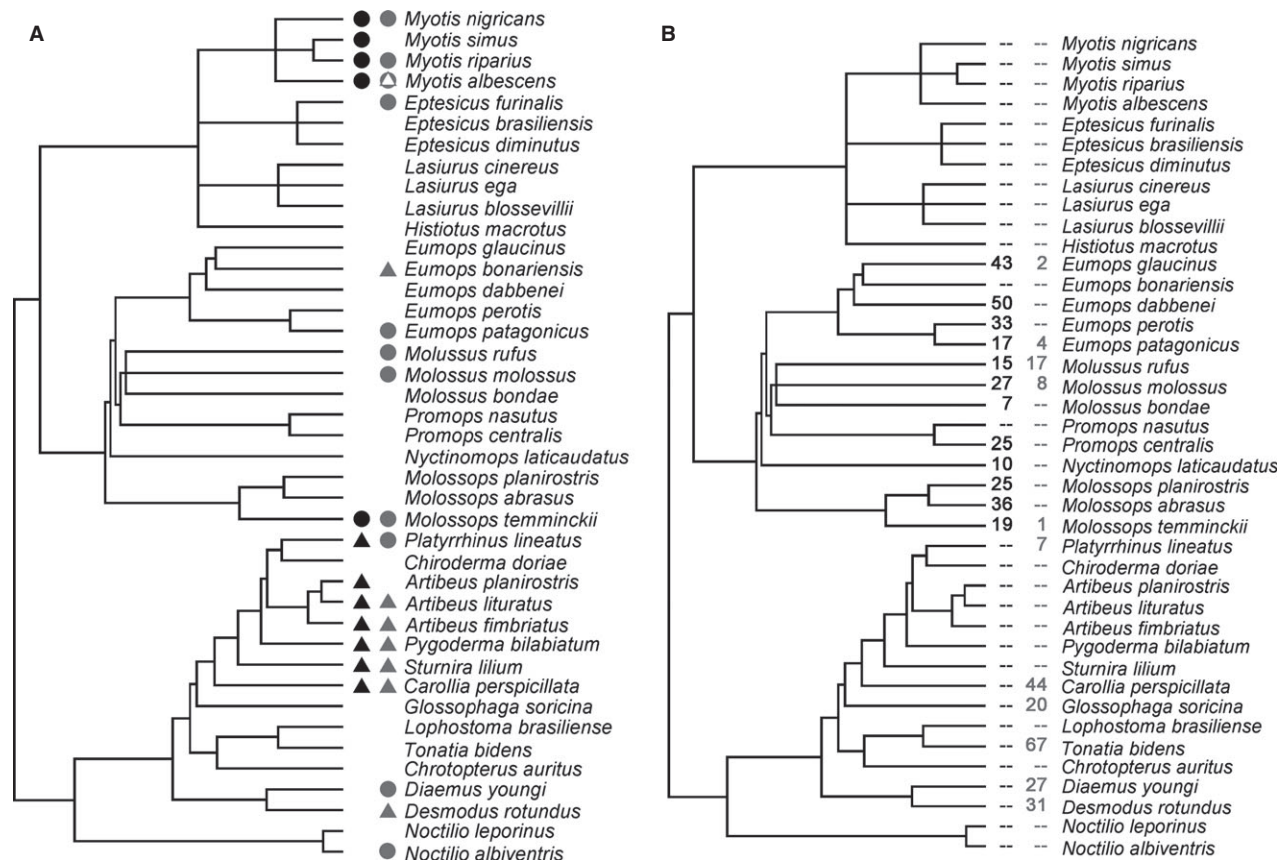 A
Myotis nigricans
Myotis simus
Myotis riparius
Myotis albescens
Eptesicus furinalis
Eptesicus brasiliensis
Eptesicus diminutus
Lasiurus cinereus
Lasiurus ega
Lasiurus blossevillii
Histiotus macrotus
Eumops glaucinus
Eumops bonariensis
Eumops dabbenei
Eumops perotis
Eumops patagonicus
Molussus rufus
Molossus molossus
Molossus bondae
Promops nasutus
Promops centralis
Nyctinomops laticaudatus
Molossops planirostris
Molossops abrasus
Molossops temminckii
Platyrrhinus lineatus
Chiroderma doriae
Artibeus planirostris
Artibeus lituratus
Artibeus fimbriatus
Pygoderma bilabiatum
Sturnira lilium
Carollia perspicillata
Glossophaga soricina
Lophostoma brasiliense
Tonatia bidens
Chrotopterus auritus
Diaemus youngi
Desmodus rotundus
Noctilio leporinus
Noctilio albiventris
B
-- -- Myotis nigricans
-- -- Myotis simus
-- -- Myotis riparius
-- -- Myotis albescens
-- -- Eptesicus furinalis
-- -- Eptesicus brasiliensis
-- -- Eptesicus diminutus
-- -- Lasiurus cinereus
-- -- Lasiurus ega
-- -- Lasiurus blossevillii
-- -- Histiotus macrotus
43 2 Eumops glaucinus
-- -- Eumops bonariensis
50 -- Eumops dabbenei
33 -- Eumops perotis
17 4 Eumops patagonicus
15 17 Molussus rufus
27 8 Molossus molossus
7 -- Molossus bondae
-- -- Promops nasutus
25 -- Promops centralis
10 -- Nyctinomops laticaudatus
25 -- Molossops planirostris
36 -- Molossops abrasus
19 1 Molossops temminckii
-- 7 Platyrrhinus lineatus
-- -- Chiroderma doriae
-- -- Artibeus planirostris
-- -- Artibeus lituratus
-- -- Artibeus fimbriatus
-- -- Pygoderma bilabiatum
-- -- Sturnira lilium
-- 44 Carollia perspicillata
-- 20 Glossophaga soricina
-- -- Lophostoma brasiliense
-- 67 Tonatia bidens
-- -- Chrotopterus auritus
-- 27 Diaemus youngi
-- 31 Desmodus rotundus
-- -- Noctilio leporinus
-- -- Noctilio albiventris